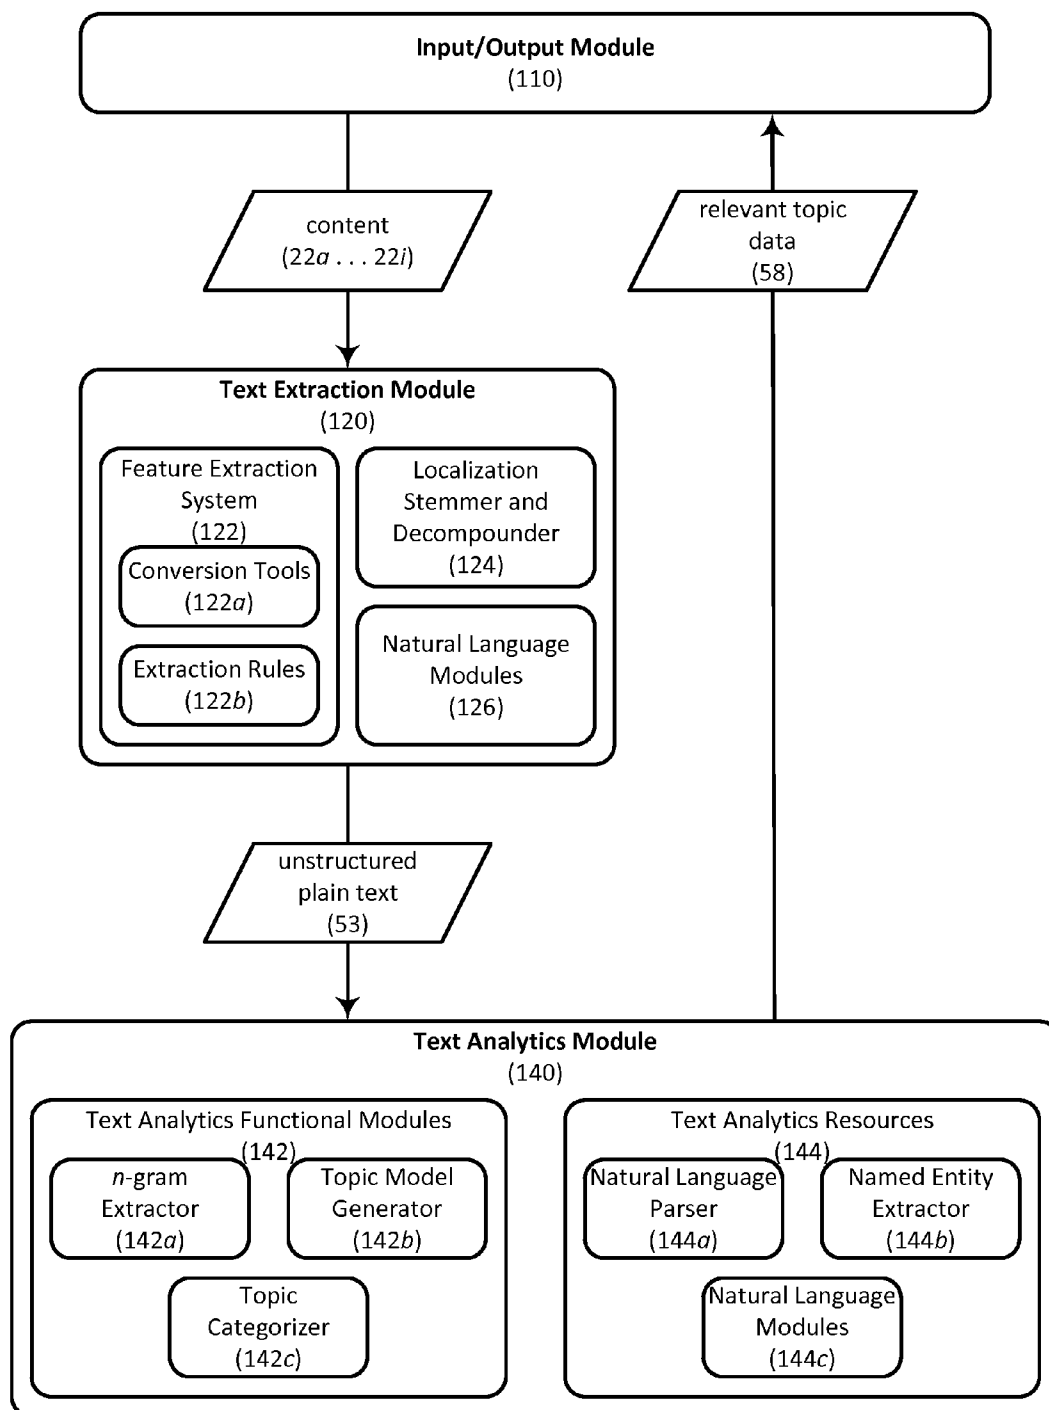 Input/Output Module
(110)
content
(22a . . . 22i)
relevant topic
data
(58)
Text Extraction Module
(120)
Feature Extraction
System
(122)
Conversion Tools
(122a)
Extraction Rules
(122b)
Localization
Stemmer and
Decompounder
(124)
Natural Language
Modules
(126)
unstructured
plain text
(53)
Text Analytics Module
(140)
Text Analytics Functional Modules
(142)
n-gram
Extractor
(142a)
Topic Model
Generator
(142b)
Topic
Categorizer
(142c)
Text Analytics Resources
(144)
Natural Language
Parser
(144a)
Named Entity
Extractor
(144b)
Natural Language
Modules
(144c)